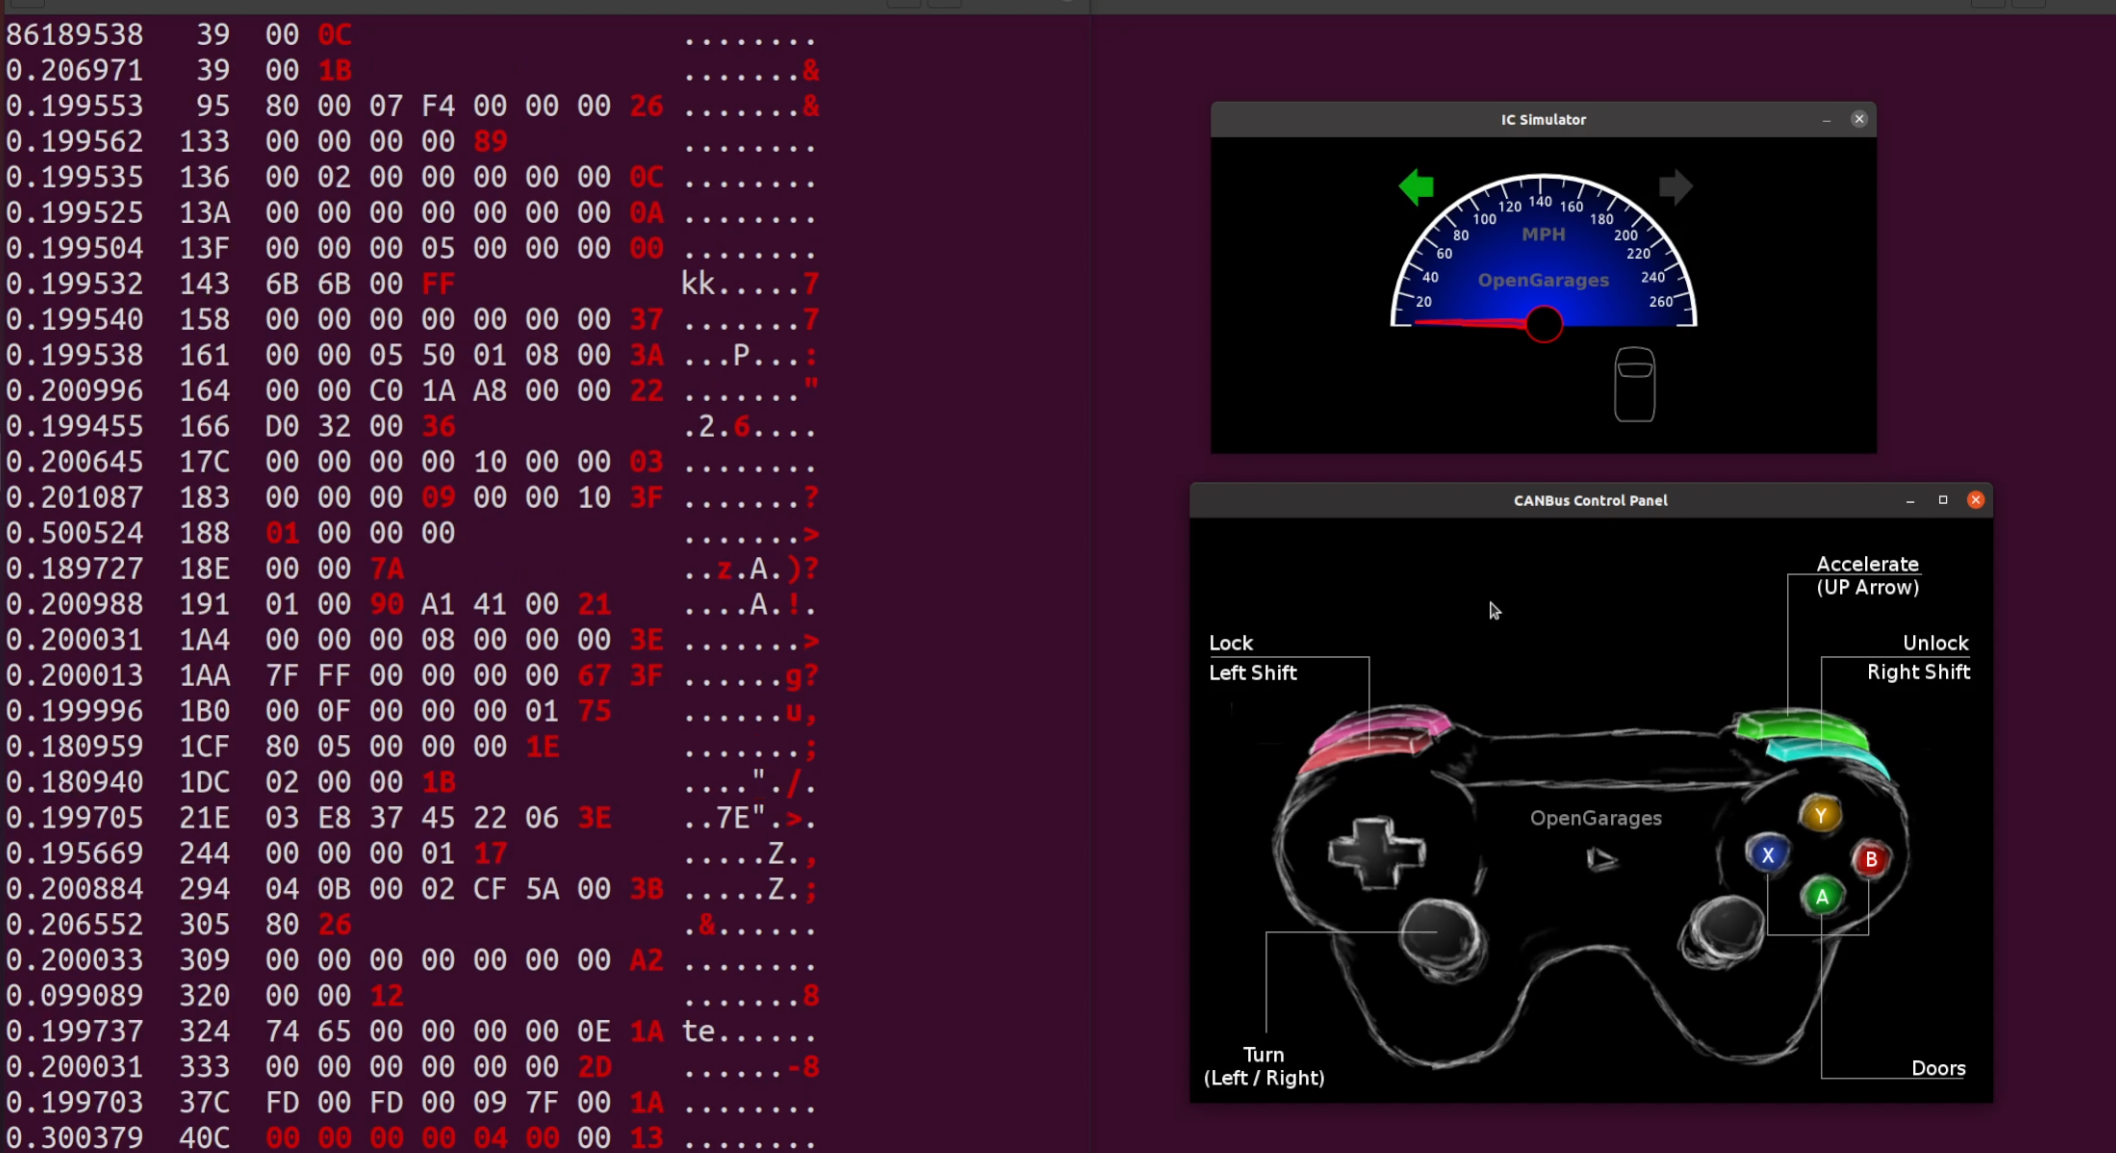 86189538 39 00 0C ........
0.206971 39 00 1B .......&
0.199553 95 80 00 07 F4 00 00 00 26 .......&
0.199562 133 00 00 00 00 89 ........
0.199535 136 00 02 00 00 00 00 00 0C ........
0.199525 13A 00 00 00 00 00 00 00 0A ........
0.199504 13F 00 00 00 05 00 00 00 00 ........
0.199532 143 6B 6B 00 FF kk.....7
0.199540 158 00 00 00 00 00 00 00 37 .......7
0.199538 161 00 00 05 50 01 08 00 3A ...P...:
0.200996 164 00 00 C0 1A A8 00 00 22 ......."
0.199455 166 D0 32 00 36 .2.6....
0.200645 17C 00 00 00 00 10 00 00 03 ........
0.201087 183 00 00 00 09 00 00 10 3F .......?
0.500524 188 01 00 00 00 .......>
0.189727 18E 00 00 7A ..z.A.)?
0.200988 191 01 00 90 A1 41 00 21 ....A.!.
0.200031 1A4 00 00 00 08 00 00 00 3E .......>
0.200013 1AA 7F FF 00 00 00 00 67 3F ......g?
0.199996 1B0 00 0F 00 00 00 01 75 ......u,
0.180959 1CF 80 05 00 00 00 1E .......;
0.180940 1DC 02 00 00 1B ...."./.
0.199705 21E 03 E8 37 45 22 06 3E ..7E".>.
0.195669 244 00 00 00 01 17 .....Z.,
0.200884 294 04 0B 00 02 CF 5A 00 3B .....Z.;
0.206552 305 80 26 .&......
0.200033 309 00 00 00 00 00 00 00 A2 ........
0.099089 320 00 00 12 .......8
0.199737 324 74 65 00 00 00 00 0E 1A te......
0.200031 333 00 00 00 00 00 00 2D ......-8
0.199703 37C FD 00 FD 00 09 7F 00 1A ........
0.300379 40C 00 00 00 00 04 00 00 13 ........
IC Simulator
20 40 60 80 100 120 140 160 180 200 220 240 260
MPH
OpenGarages
CANBus Control Panel
Accelerate
(UP Arrow)
Lock
Left Shift
Unlock
Right Shift
OpenGarages
Y
X
B
A
Turn
(Left / Right)
Doors